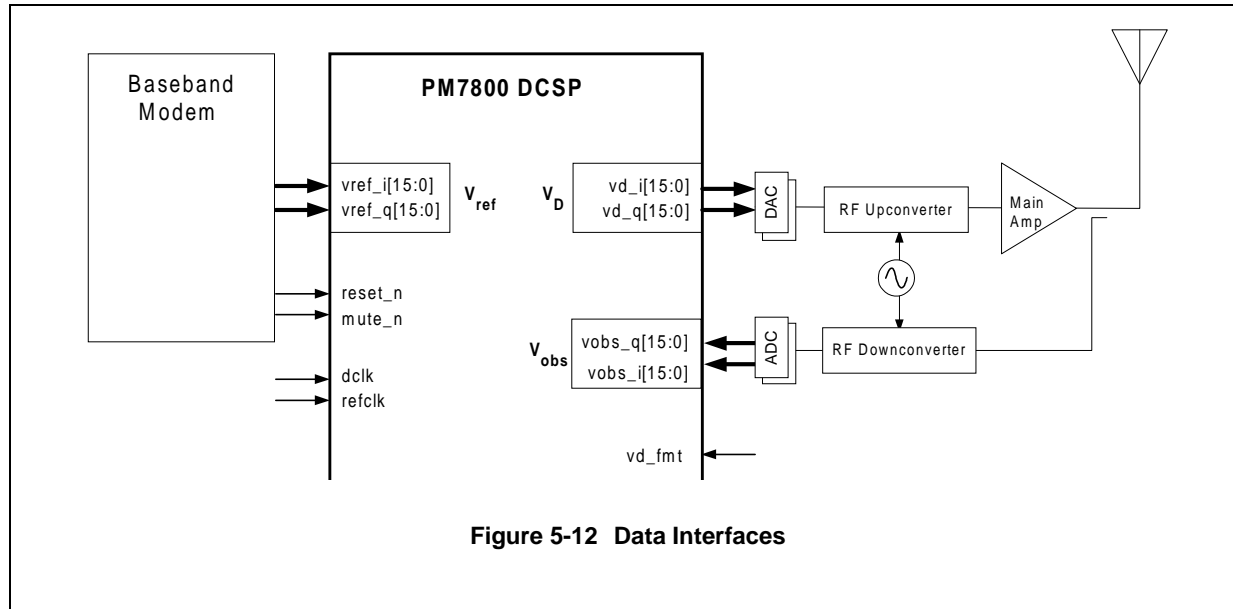 Baseband
Modem
PM7800 DCSP
vref_i[15:0]
vref_q[15:0]
Vref
VD
vd_i[15:0]
vd_q[15:0]
DAC
RF Upconverter
Main
Amp
reset_n
mute_n
Vobs
vobs_q[15:0]
vobs_i[15:0]
ADC
RF Downconverter
dclk
refclk
vd_fmt
Figure 5-12 Data Interfaces